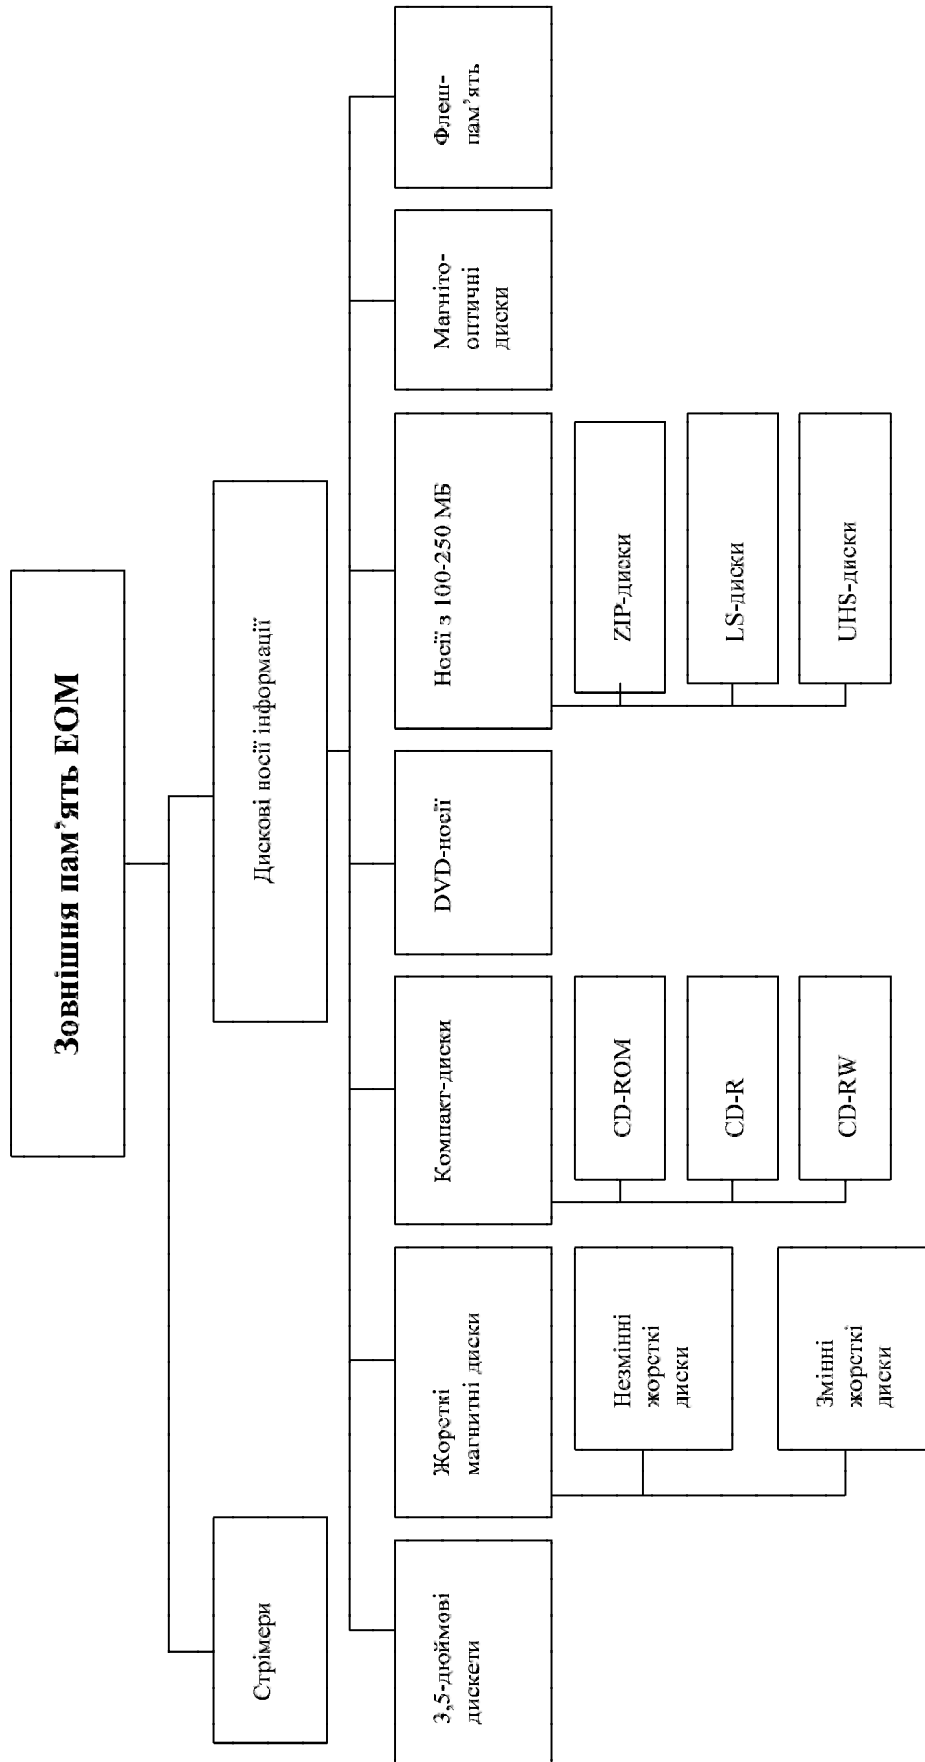 Зовнішня пам’ять ЕОМ
Стрімери
Дискові носії інформації
3,5-дюймові
дискети
Жорсткі
магнитні диски
Компакт-диски
DVD-носії
Носії з 100-250 МБ
Магніто-
оптичні
диски
Флеш-
пам’ять
Незмінні
жорсткі
диски
Змінні
жорсткі
диски
CD-ROM
CD-R
CD-RW
ZIP-диски
LS-диски
UHS-диски